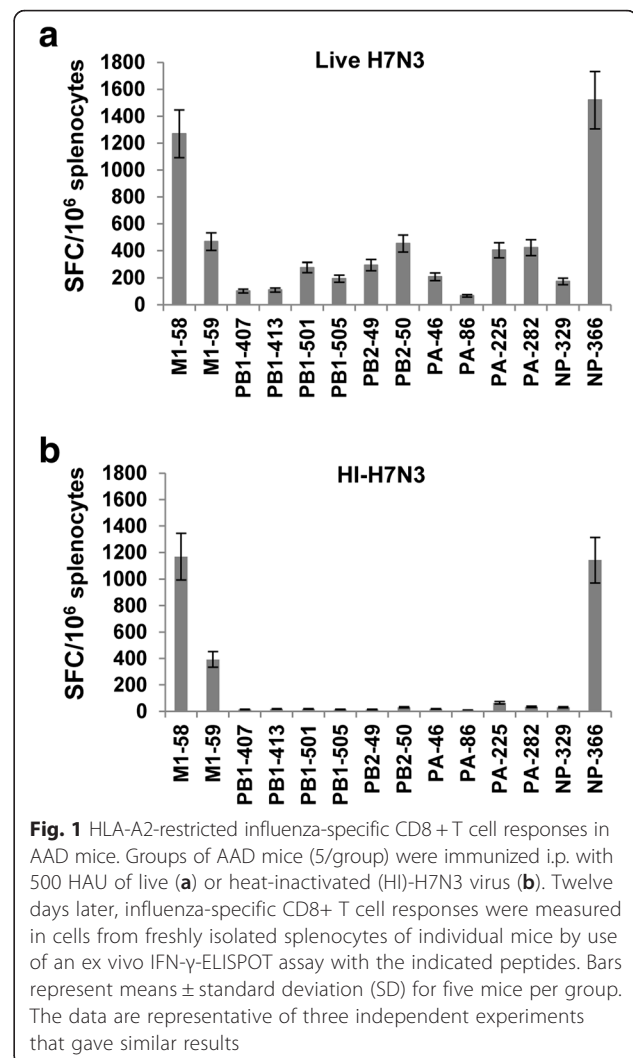 a
Live H7N3
SFC/10⁶ splenocytes
1800
1600
1400
1200
1000
800
600
400
200
0
M1-58
M1-59
PB1-407
PB1-413
PB1-501
PB1-505
PB2-49
PB2-50
PA-46
PA-86
PA-225
PA-282
NP-329
NP-366
b
HI-H7N3
SFC/10⁶ splenocytes
1800
1600
1400
1200
1000
800
600
400
200
0
M1-58
M1-59
PB1-407
PB1-413
PB1-501
PB1-505
PB2-49
PB2-50
PA-46
PA-86
PA-225
PA-282
NP-329
NP-366
Fig. 1 HLA-A2-restricted influenza-specific CD8 + T cell responses in
AAD mice. Groups of AAD mice (5/group) were immunized i.p. with
500 HAU of live (a) or heat-inactivated (HI)-H7N3 virus (b). Twelve
days later, influenza-specific CD8+ T cell responses were measured
in cells from freshly isolated splenocytes of individual mice by use
of an ex vivo IFN-γ-ELISPOT assay with the indicated peptides. Bars
represent means ± standard deviation (SD) for five mice per group.
The data are representative of three independent experiments
that gave similar results